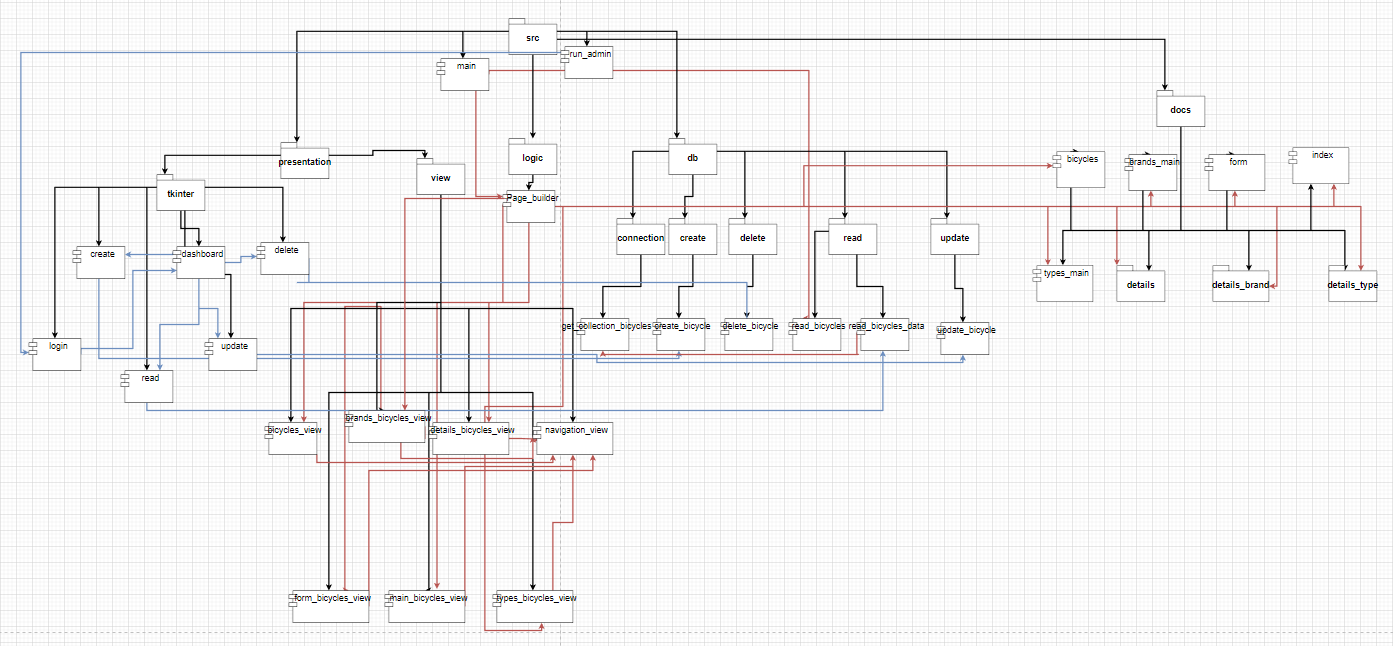 src
run_admin
main
docs
presentation
logic
db
bicycles
brands_main
form
index
view
tkinter
Page_builder
connection
create
delete
read
update
create
dashboard
delete
types_main
details
details_brand
details_type
get_collection_bicycles
create_bicycle
delete_bicycle
read_bicycles
read_bicycles_data
update_bicycle
login
update
read
bicycles_view
brands_bicycles_view
details_bicycles_view
navigation_view
form_bicycles_view
main_bicycles_view
types_bicycles_view